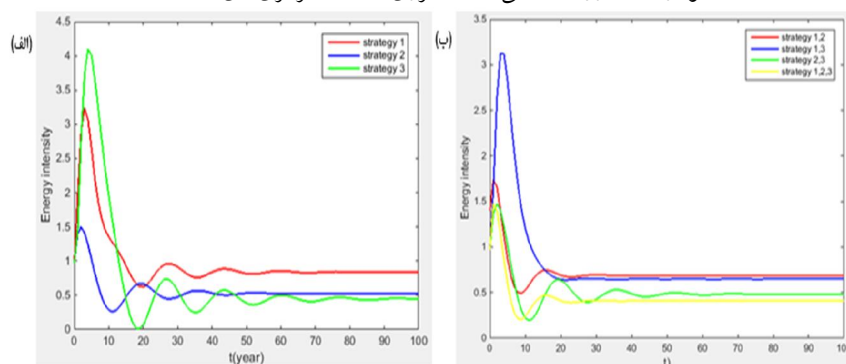 (الف)
4.5
4
3.5
3
2.5
2
1.5
1
0.5
0
Energy intensity
strategy 1
strategy 2
strategy 3
0 10 20 30 40 50 60 70 80 90 100
t(year)
(ب)
3.5
3
2.5
2
1.5
1
0.5
0
Energy intensity
strategy 1,2
strategy 1,3
strategy 2,3
strategy 1,2,3
0 10 20 30 40 50 60 70 80 90 100